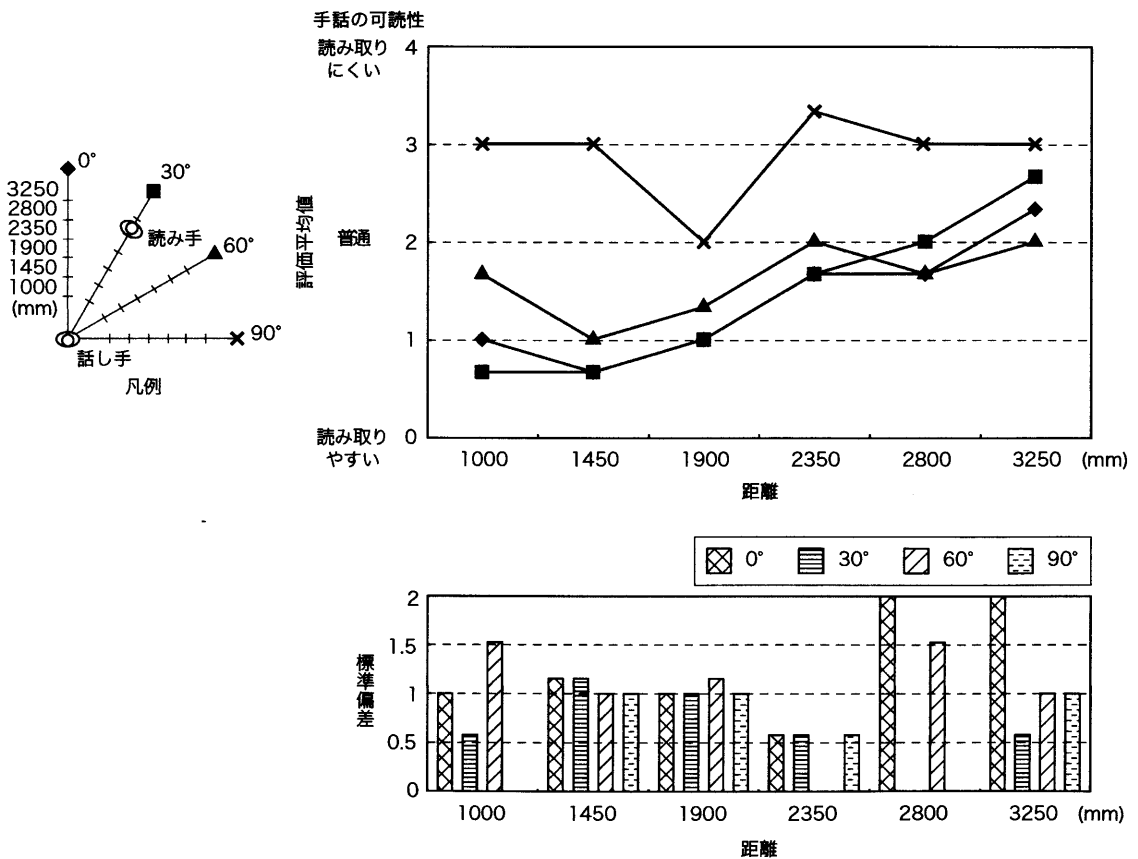 手話の可読性
読み取り
にくい
4
3
評価平均値
普通
2
1
読み取り
やすい
0
1000 1450 1900 2350 2800 3250 (mm)
距離
0°
30°
60°
90°
3250
2800
2350
1900
1450
1000
(mm)
読み手
話し手
凡例
0° 30° 60° 90°
2
1.5
1
0.5
0
標準偏差
1000 1450 1900 2350 2800 3250 (mm)
距離